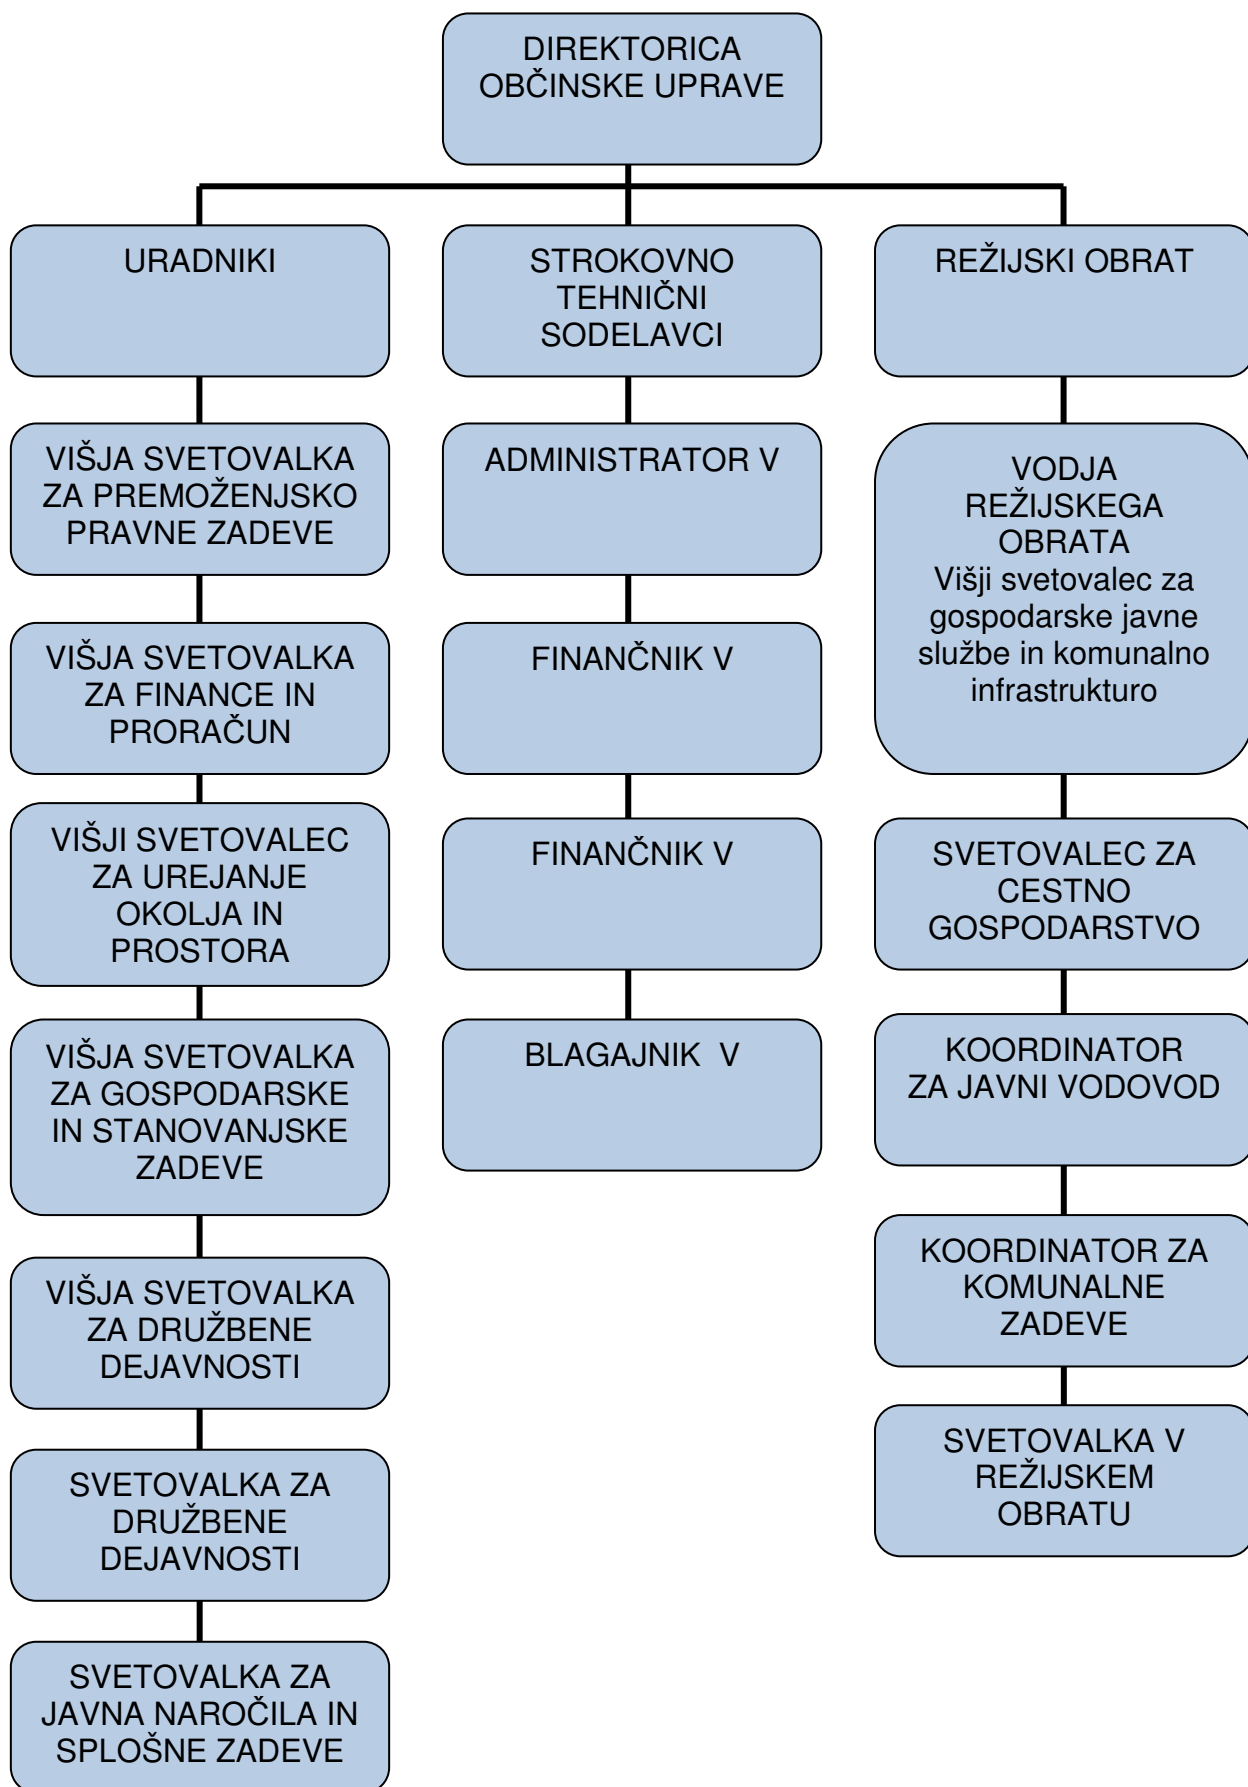 DIREKTORICA
OBČINSKE UPRAVE
URADNIKI
VIŠJA SVETOVALKA
ZA PREMOŽENJSKO
PRAVNE ZADEVE
VIŠJA SVETOVALKA
ZA FINANCE IN
PRORAČUN
VIŠJI SVETOVALEC
ZA UREJANJE
OKOLJA IN
PROSTORA
VIŠJA SVETOVALKA
ZA GOSPODARSKE
IN STANOVANJSKE
ZADEVE
VIŠJA SVETOVALKA
ZA DRUŽBENE
DEJAVNOSTI
SVETOVALKA ZA
DRUŽBENE
DEJAVNOSTI
SVETOVALKA ZA
JAVNA NAROČILA IN
SPLOŠNE ZADEVE
STROKOVNO
TEHNIČNI
SODELAVCI
ADMINISTRATOR V
FINANČNIK V
FINANČNIK V
BLAGAJNIK  V
REŽIJSKI OBRAT
VODJA
REŽIJSKEGA
OBRATA
Višji svetovalec za
gospodarske javne
službe in komunalno
infrastrukturo
SVETOVALEC ZA
CESTNO
GOSPODARSTVO
KOORDINATOR
ZA JAVNI VODOVOD
KOORDINATOR ZA
KOMUNALNE
ZADEVE
SVETOVALKA V
REŽIJSKEM
OBRATU